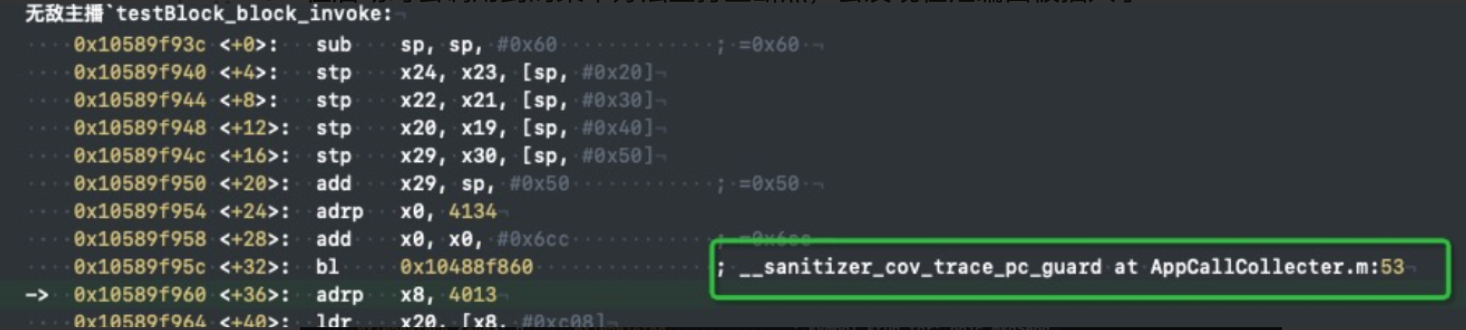 无敌主播`testBlock_block_invoke:
0x10589f93c <+0>: sub sp, sp, #0x60 ; =0x60
0x10589f940 <+4>: stp x24, x23, [sp, #0x20]
0x10589f944 <+8>: stp x22, x21, [sp, #0x30]
0x10589f948 <+12>: stp x20, x19, [sp, #0x40]
0x10589f94c <+16>: stp x29, x30, [sp, #0x50]
0x10589f950 <+20>: add x29, sp, #0x50 ; =0x50
0x10589f954 <+24>: adrp x0, 4134
0x10589f958 <+28>: add x0, x0, #0x6cc ; =0x6cc
0x10589f95c <+32>: bl 0x10488f860 ; __sanitizer_cov_trace_pc_guard at AppCallCollecter.m:53
-> 0x10589f960 <+36>: adrp x8, 4013
0x10589f964 <+40>: ldr x20, [x8, #0xc08]